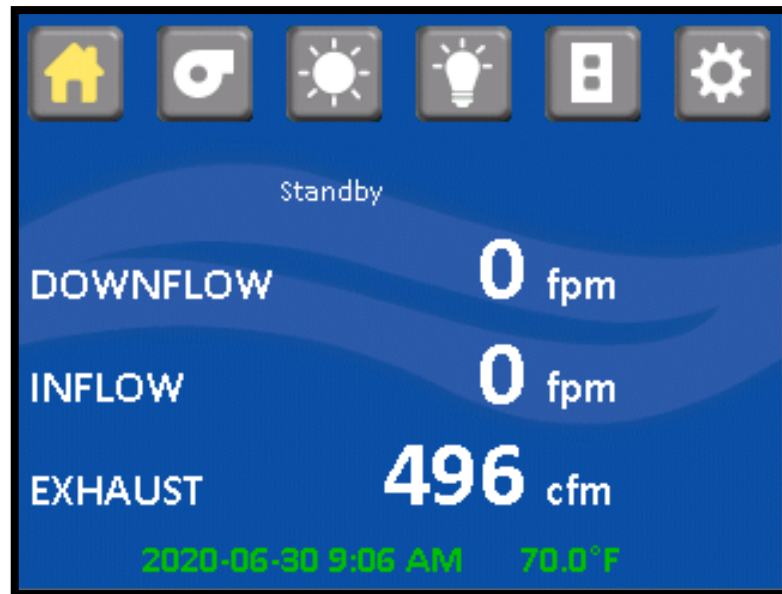 Standby
DOWNFLOW 0 fpm
INFLOW 0 fpm
EXHAUST 496 cfm
2020-06-30 9:06 AM 70.0°F